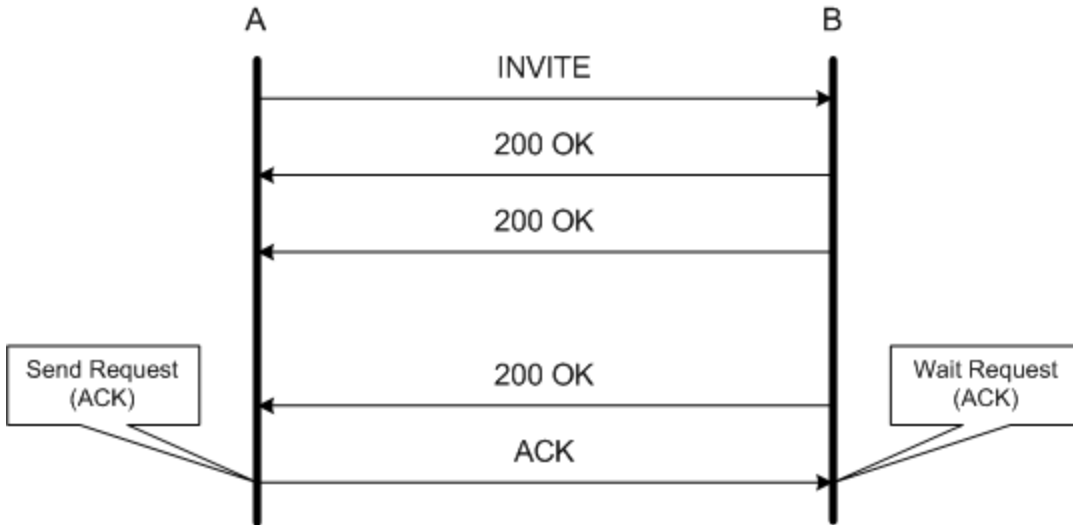 A
B
INVITE
200 OK
200 OK
200 OK
Send Request
(ACK)
Wait Request
(ACK)
ACK